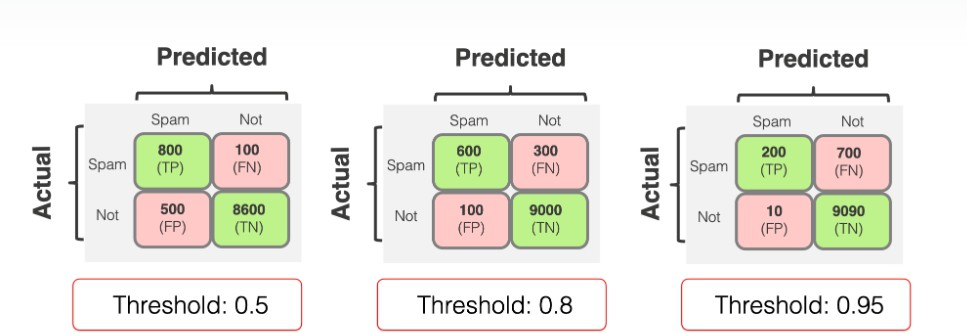 Predicted
Actual
Spam Not
Spam
800
(TP)
100
(FN)
Not
500
(FP)
8600
(TN)
Threshold: 0.5
Predicted
Actual
Spam Not
Spam
600
(TP)
300
(FN)
Not
100
(FP)
9000
(TN)
Threshold: 0.8
Predicted
Actual
Spam Not
Spam
200
(TP)
700
(FN)
Not
10
(FP)
9090
(TN)
Threshold: 0.95